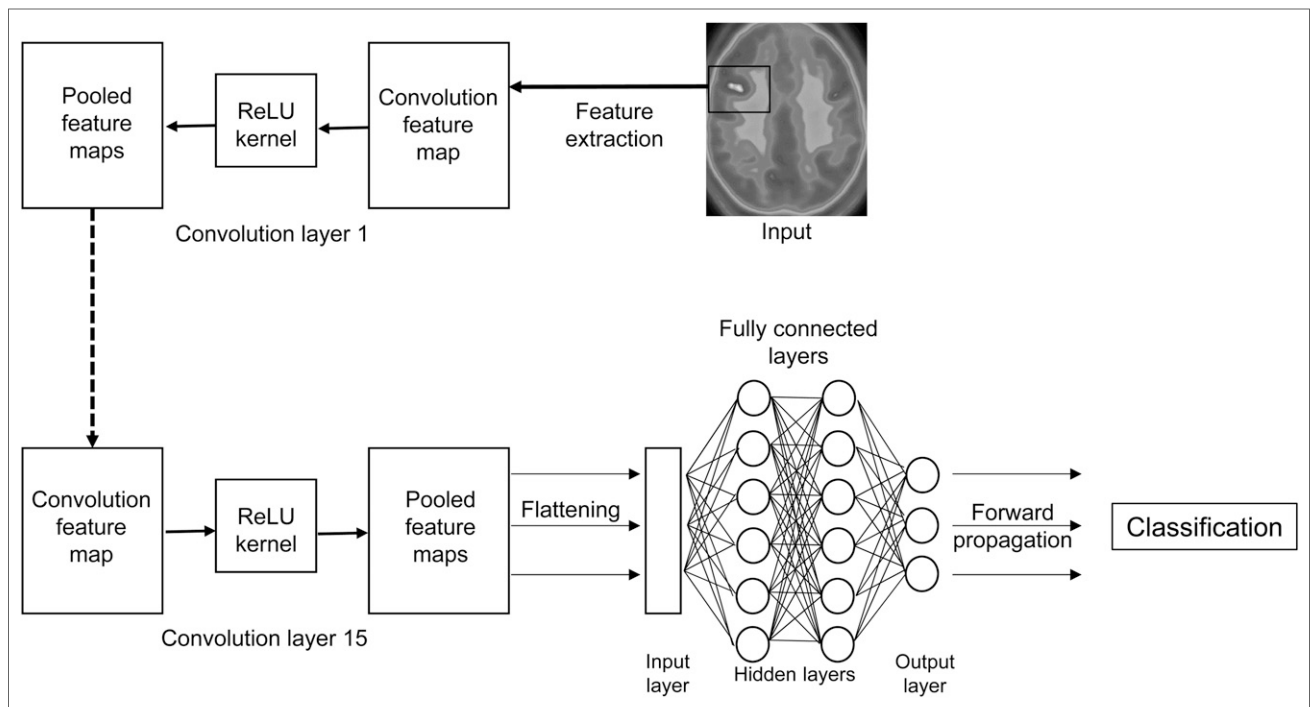 Pooled
feature
maps
ReLU
kernel
Convolution
feature
map
Feature
extraction
Input
Convolution layer 1
Fully connected
layers
Convolution
feature
map
ReLU
kernel
Pooled
feature
maps
Flattening
Forward
propagation
Classification
Convolution layer 15
Input
layer
Hidden layers
Output
layer